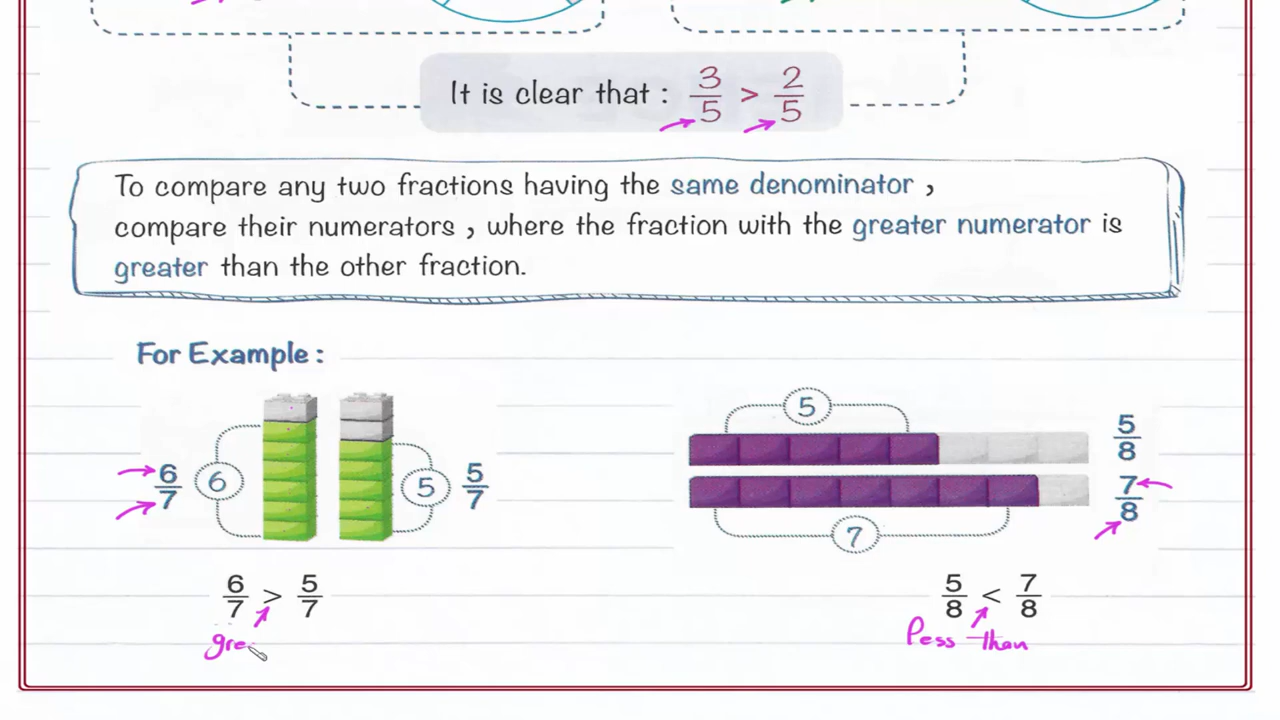 It is clear that : 3/5 > 2/5
To compare any two fractions having the same denominator ,
compare their numerators , where the fraction with the greater numerator is
greater than the other fraction.
For Example :
6/7 6 5 5/7
6/7 > 5/7
gre
5 5/8
7/8
7
5/8 < 7/8
less than